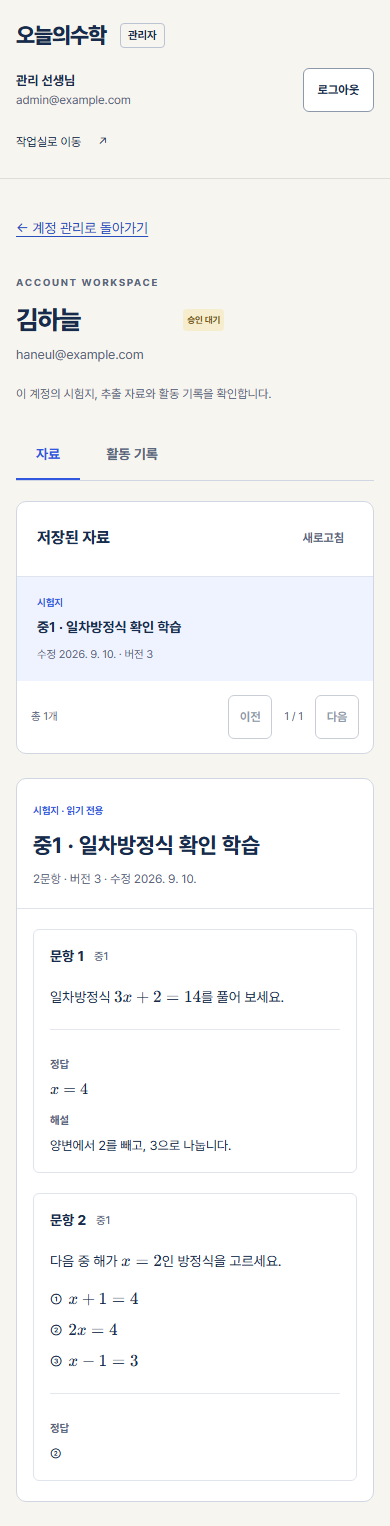 오늘의수학 관리자
관리 선생님
admin@example.com
로그아웃
작업실로 이동 ↗
← 계정 관리로 돌아가기
ACCOUNT WORKSPACE
김하늘 승인 대기
haneul@example.com
이 계정의 시험지, 추출 자료와 활동 기록을 확인합니다.
자료 활동 기록
저장된 자료 새로고침
시험지
중1 · 일차방정식 확인 학습
수정 2026. 9. 10. · 버전 3
총 1개 이전 1 / 1 다음
시험지 · 읽기 전용
중1 · 일차방정식 확인 학습
2문항 · 버전 3 · 수정 2026. 9. 10.
문항 1 중1
일차방정식 3x + 2 = 14를 풀어 보세요.
정답
x = 4
해설
양변에서 2를 빼고, 3으로 나눕니다.
문항 2 중1
다음 중 해가 x = 2인 방정식을 고르세요.
① x + 1 = 4
② 2x = 4
③ x − 1 = 3
정답
②